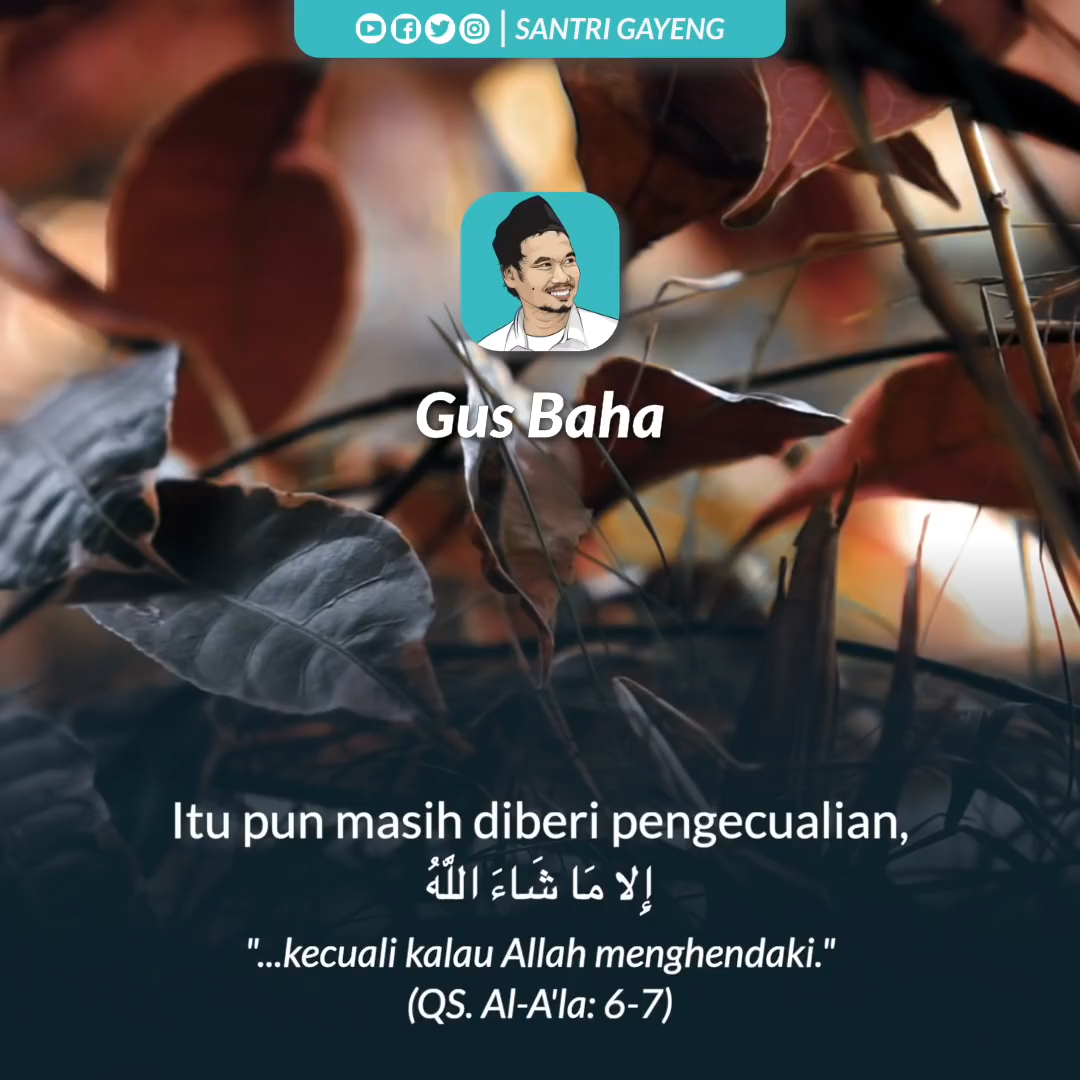 | SANTRI GAYENG
Gus Baha
Itu pun masih diberi pengecualian,
إِلا مَا شَاءَ اللَّهُ
"...kecuali kalau Allah menghendaki."
(QS. Al-A'la: 6-7)